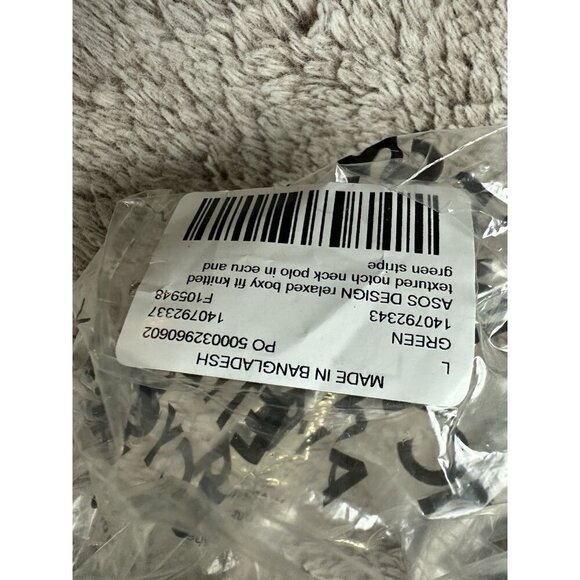 MADE IN BANGLADESH
L PO 500032960602
GREEN
140792343 140792337
F105948
ASOS DESIGN relaxed boxy fit knitted
textured notch neck polo in ecru and
green stripe